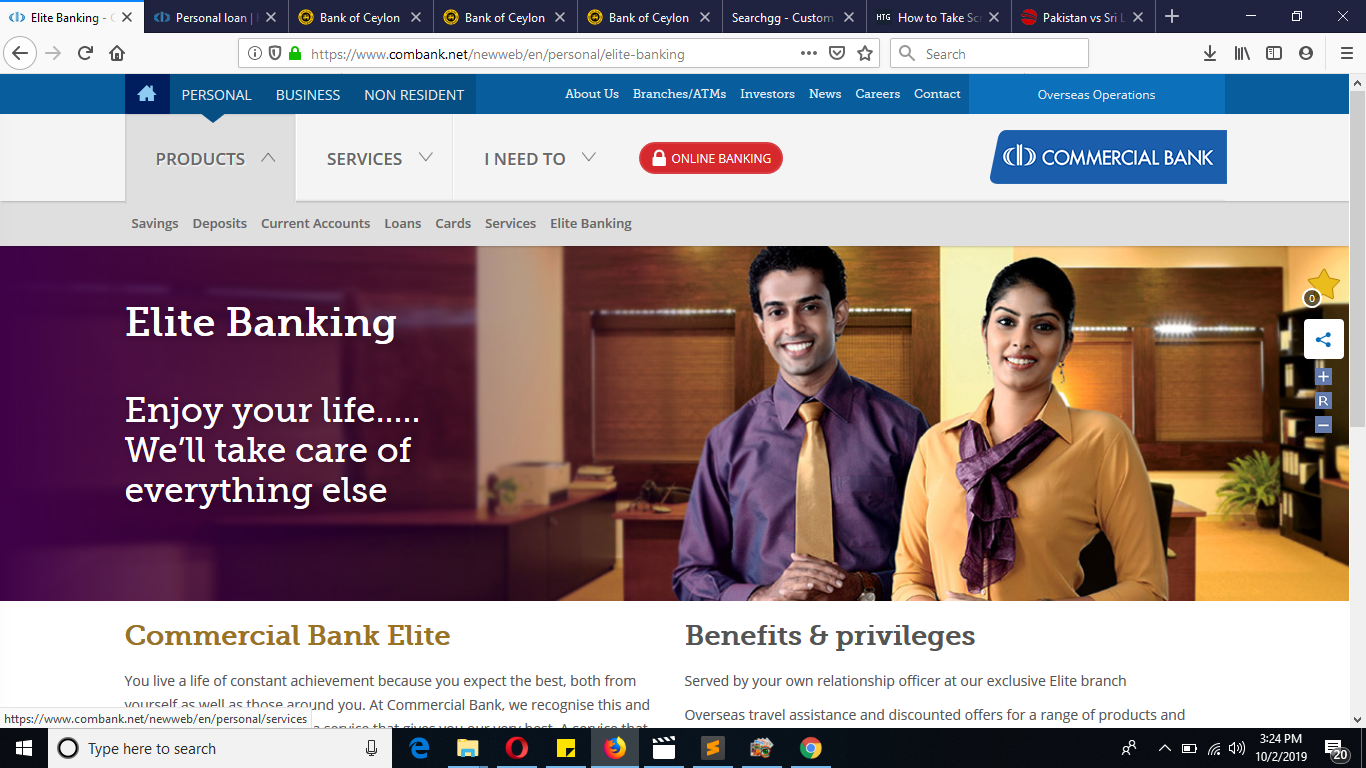 Elite Banking -
Personal loan |
Bank of Ceylon
Bank of Ceylon
Bank of Ceylon
Searchgg - Custom
HTG How to Take Scr
Pakistan vs Sri L
https://www.combank.net/newweb/en/personal/elite-banking
Search
PERSONAL BUSINESS NON RESIDENT
About Us Branches/ATMs Investors News Careers Contact
Overseas Operations
PRODUCTS SERVICES I NEED TO
ONLINE BANKING
COMMERCIAL BANK
Savings Deposits Current Accounts Loans Cards Services Elite Banking
Elite Banking
Enjoy your life.....
We'll take care of
everything else
0
+
R
−
Commercial Bank Elite
You live a life of constant achievement because you expect the best, both from
yourself as well as those around you. At Commercial Bank, we recognise this and
a service that gives you our very best. A service that
Benefits & privileges
Served by your own relationship officer at our exclusive Elite branch
Overseas travel assistance and discounted offers for a range of products and
https://www.combank.net/newweb/en/personal/services
Type here to search
3:24 PM
10/2/2019
20